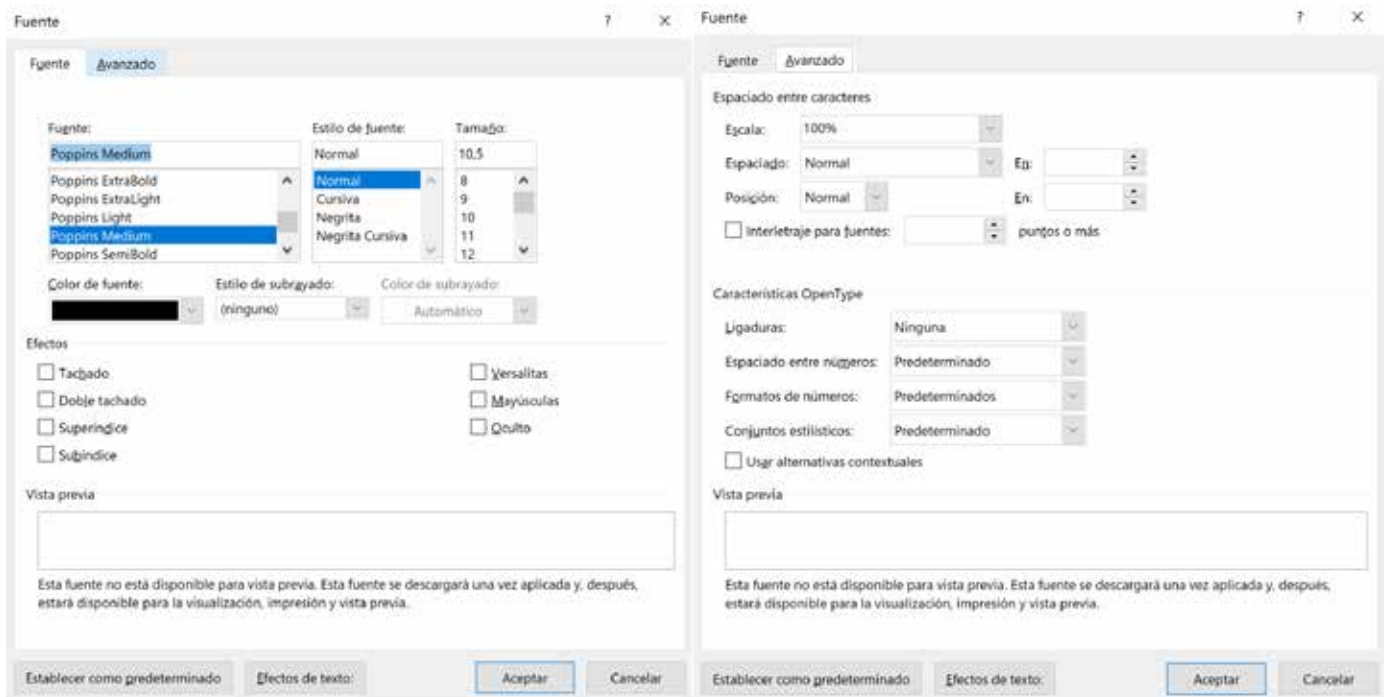 Fuente
Fuente Avanzado
Fuente: Estilo de fuente: Tamaño:
Poppins Medium Normal 10,5
Poppins ExtraBold Normal 8
Poppins ExtraLight Cursiva 9
Poppins Light Negrita 10
Poppins Medium Negrita Cursiva 11
Poppins SemiBold 12
Color de fuente: Estilo de subrayado: Color de subrayado:
(ninguno) Automático
Efectos
Tachado Versalitas
Doble tachado Mayúsculas
Superíndice Oculto
Subíndice
Vista previa
Esta fuente no está disponible para vista previa. Esta fuente se descargará una vez aplicada y, después,
estará disponible para la visualización, impresión y vista previa.
Establecer como predeterminado Efectos de texto: Aceptar Cancelar
Fuente
Fuente Avanzado
Espaciado entre caracteres
Escala: 100%
Espaciado: Normal En:
Posición: Normal En:
Interletraje para fuentes: puntos o más
Características OpenType
Ligaduras: Ninguna
Espaciado entre números: Predeterminado
Formatos de números: Predeterminados
Conjuntos estilísticos: Predeterminado
Usar alternativas contextuales
Vista previa
Esta fuente no está disponible para vista previa. Esta fuente se descargará una vez aplicada y, después,
estará disponible para la visualización, impresión y vista previa.
Establecer como predeterminado Efectos de texto: Aceptar Cancelar